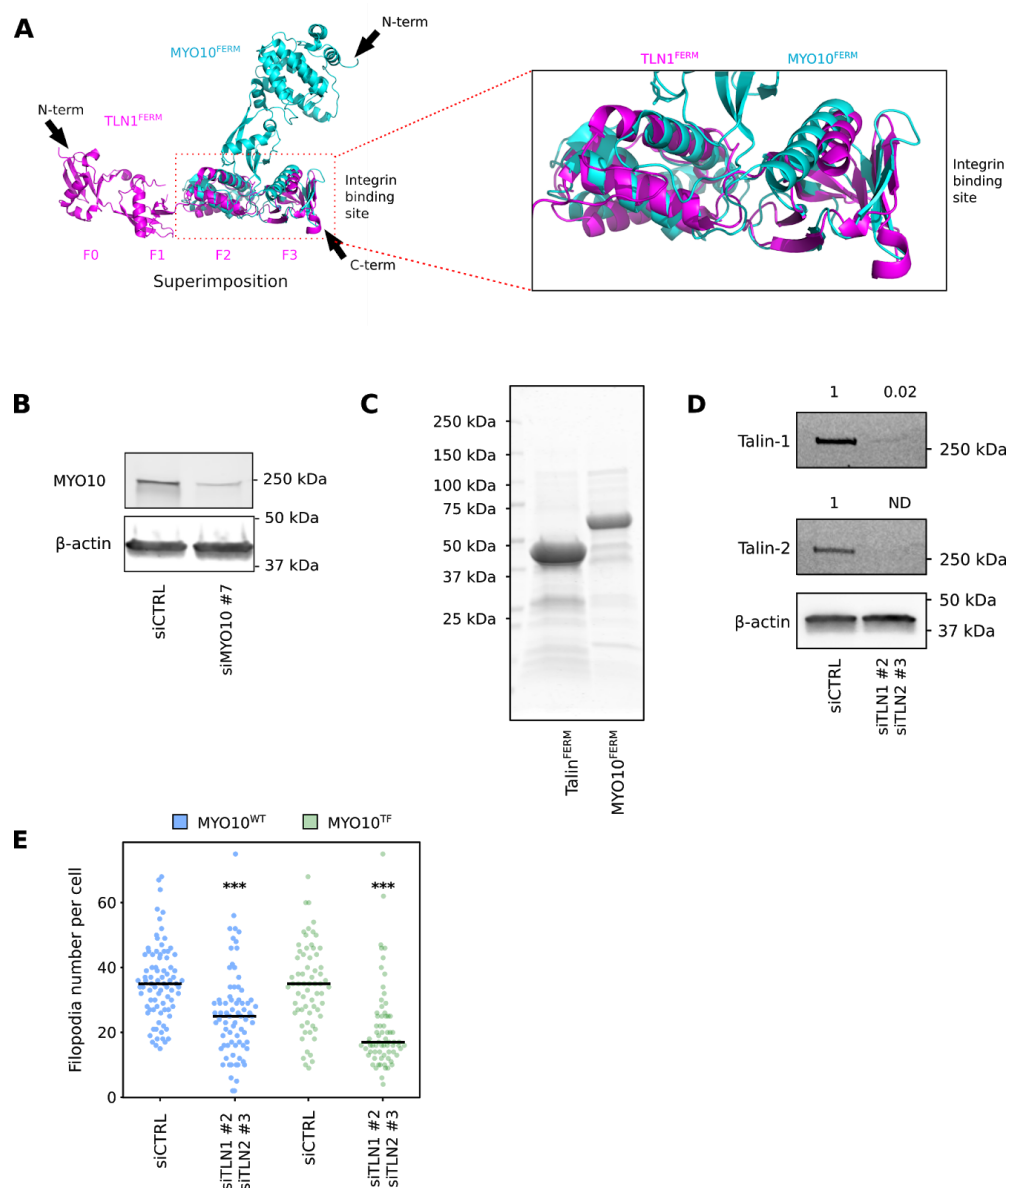 A
N-term
MYO10FERM
N-term
TLN1FERM
Integrin
binding
site
F0 F1 F2 F3
C-term
Superimposition
TLN1FERM MYO10FERM
Integrin
binding
site
B
MYO10
250 kDa
50 kDa
β-actin
37 kDa
siCTRL
siMYO10 #7
C
250 kDa
150 kDa
100 kDa
75 kDa
50 kDa
37 kDa
25 kDa
TalinFERM
MYO10FERM
D
1 0.02
Talin-1
250 kDa
1 ND
Talin-2
250 kDa
50 kDa
β-actin
37 kDa
siCTRL
siTLN1 #2
siTLN2 #3
E
MYO10WT MYO10TF
Filopodia number per cell
60
40
20
0
*** ***
siCTRL
siTLN1 #2
siTLN2 #3
siCTRL
siTLN1 #2
siTLN2 #3